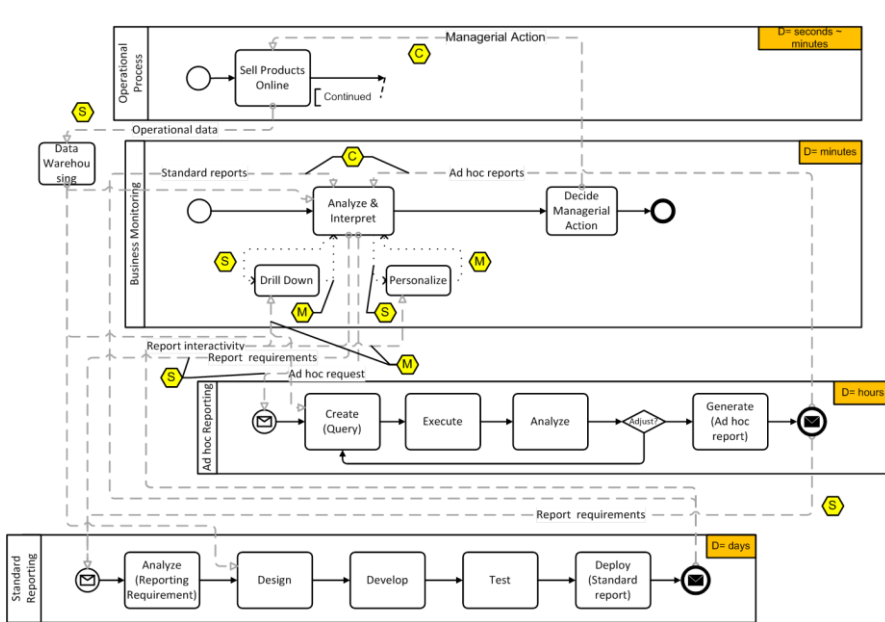 D= seconds ~
minutes
Managerial Action
C
Operational
Process
Sell Products
Online
Continued
S
Operational data
Data
Warehou
sing
Business Monitoring
D= minutes
Standard reports
C
Ad hoc reports
Analyze &
Interpret
Decide
Managerial
Action
S
M
Drill Down
Personalize
M
S
Report interactivity
Report requirements
M
S
Ad hoc request
Ad hoc Reporting
D= hours
Create
(Query)
Execute
Analyze
Adjust?
Generate
(Ad hoc
report)
S
Report requirements
Standard
Reporting
D= days
Analyze
(Reporting
Requirement)
Design
Develop
Test
Deploy
(Standard
report)